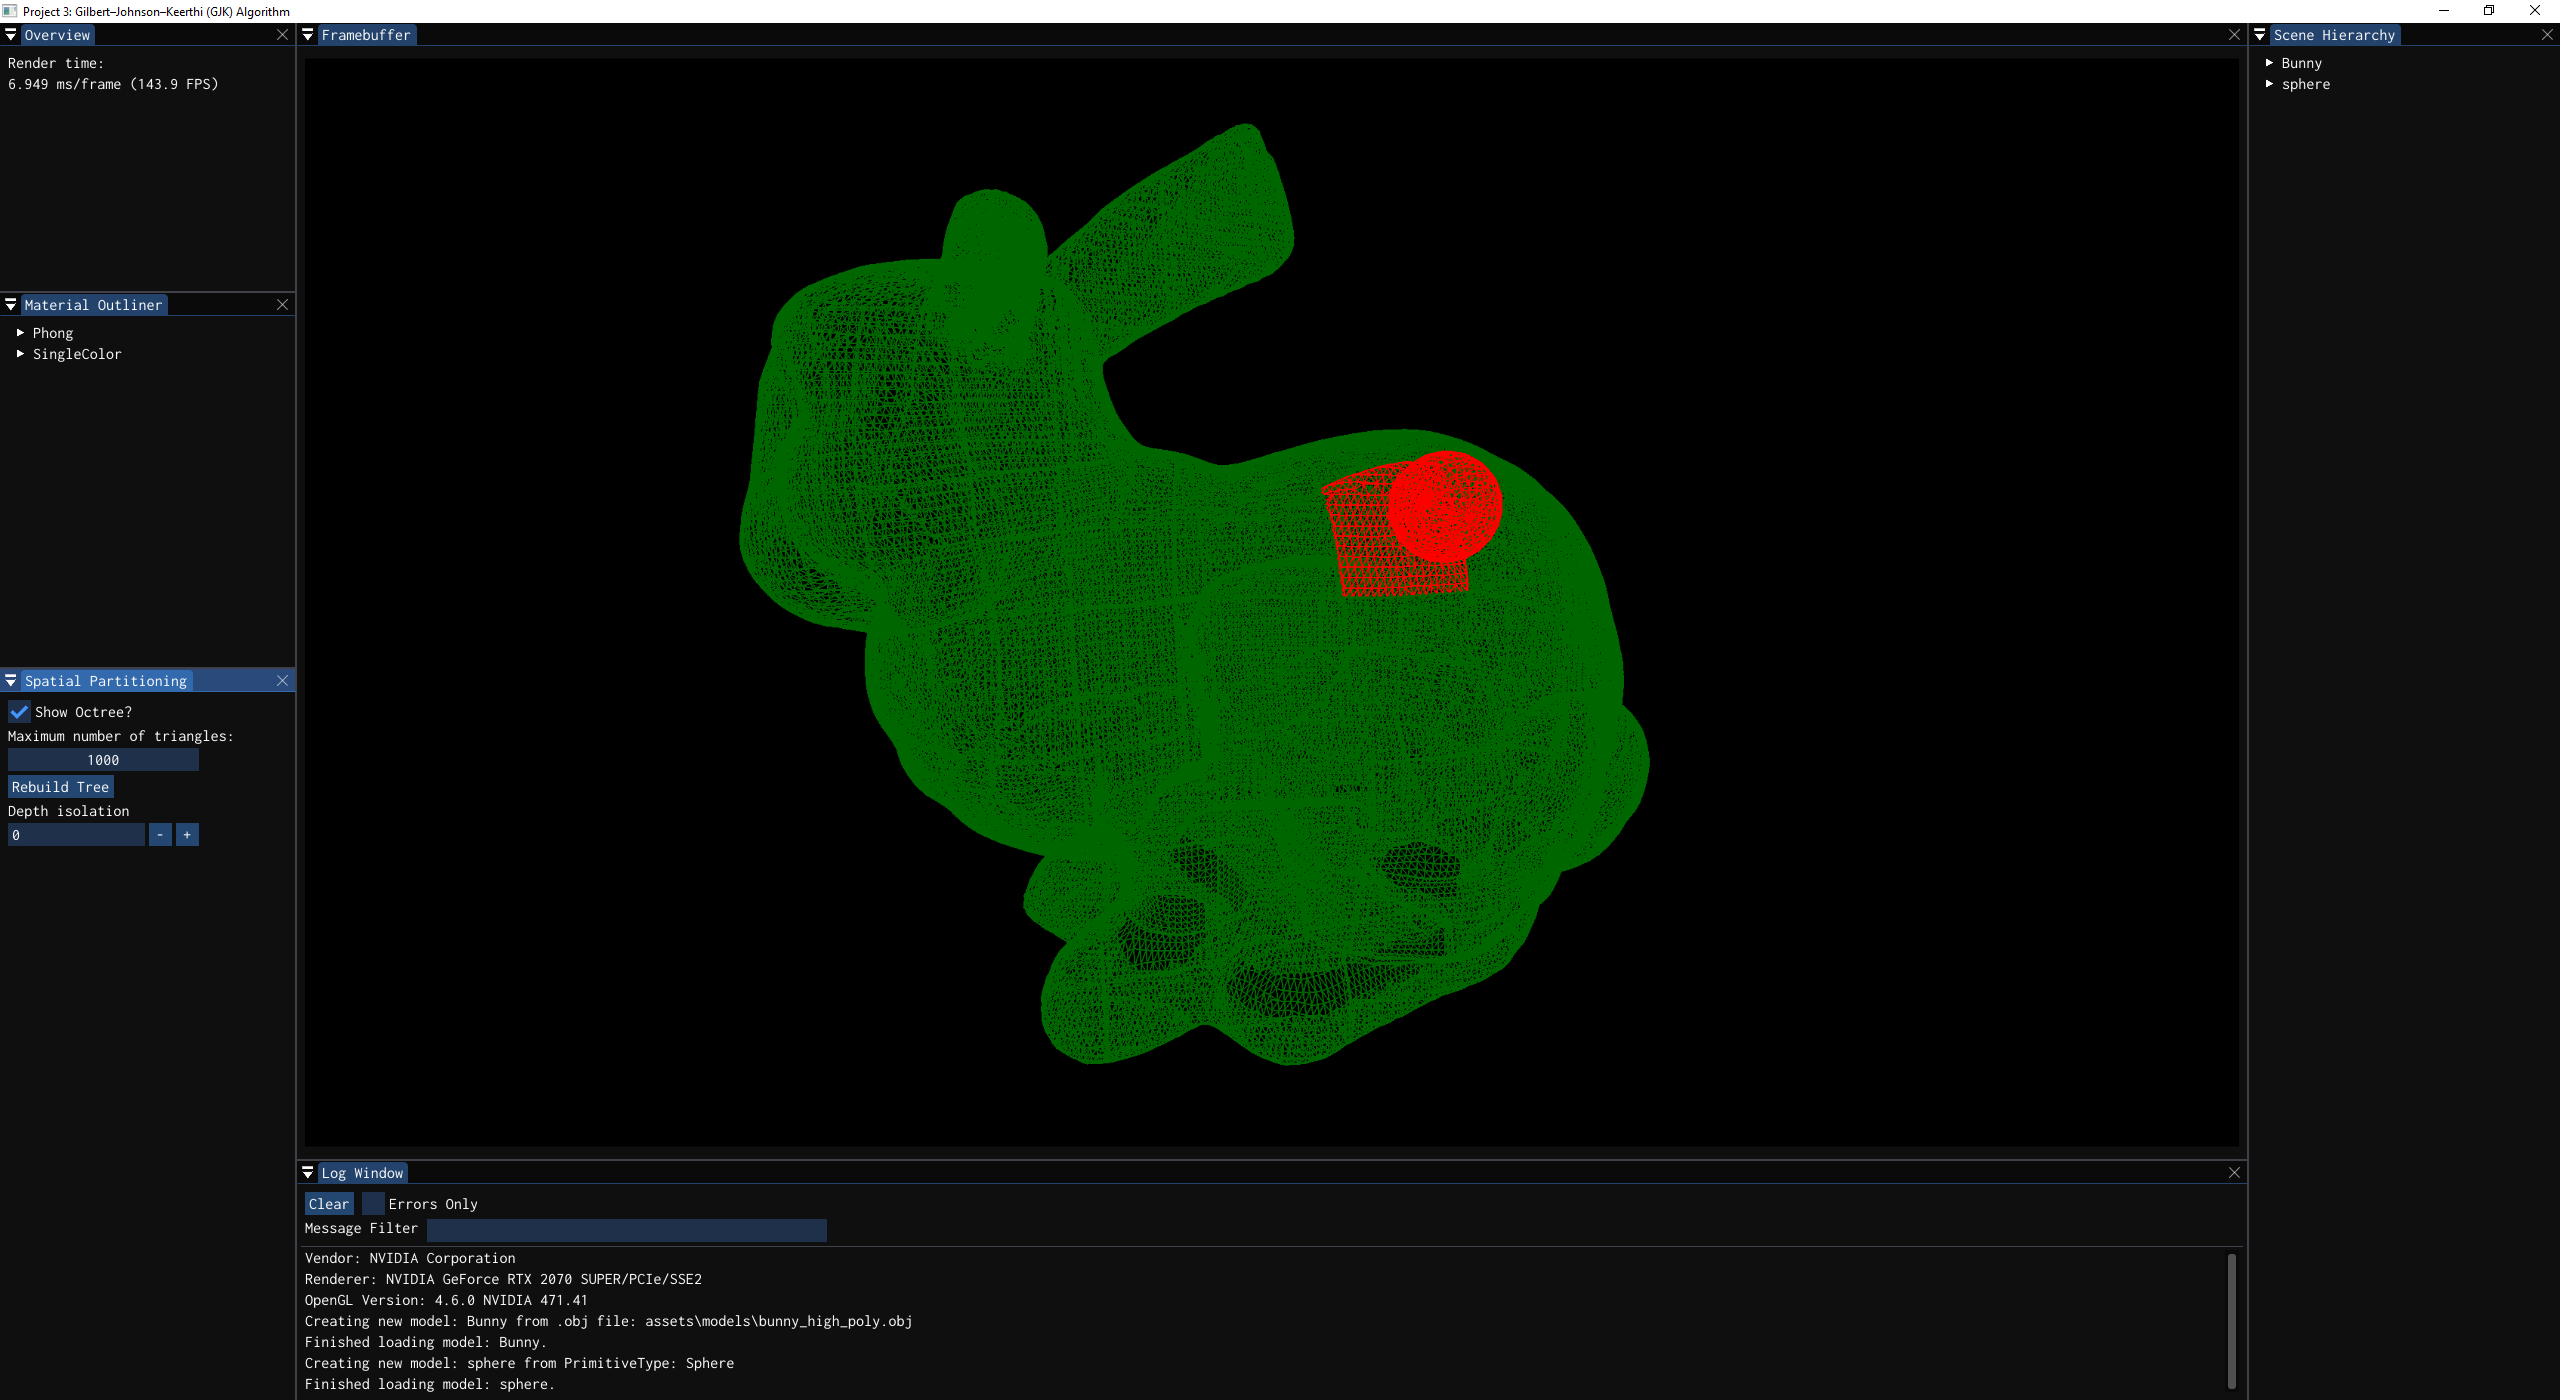 Project 3: Gilbert–Johnson–Keerthi (GJK) Algorithm
Overview
Render time:
6.949 ms/frame (143.9 FPS)
Material Outliner
Phong
SingleColor
Spatial Partitioning
Show Octree?
Maximum number of triangles:
1000
Rebuild Tree
Depth isolation
0 - +
Framebuffer
Log Window
Clear Errors Only
Message Filter
Vendor: NVIDIA Corporation
Renderer: NVIDIA GeForce RTX 2070 SUPER/PCIe/SSE2
OpenGL Version: 4.6.0 NVIDIA 471.41
Creating new model: Bunny from .obj file: assets\models\bunny_high_poly.obj
Finished loading model: Bunny.
Creating new model: sphere from PrimitiveType: Sphere
Finished loading model: sphere.
Scene Hierarchy
Bunny
sphere